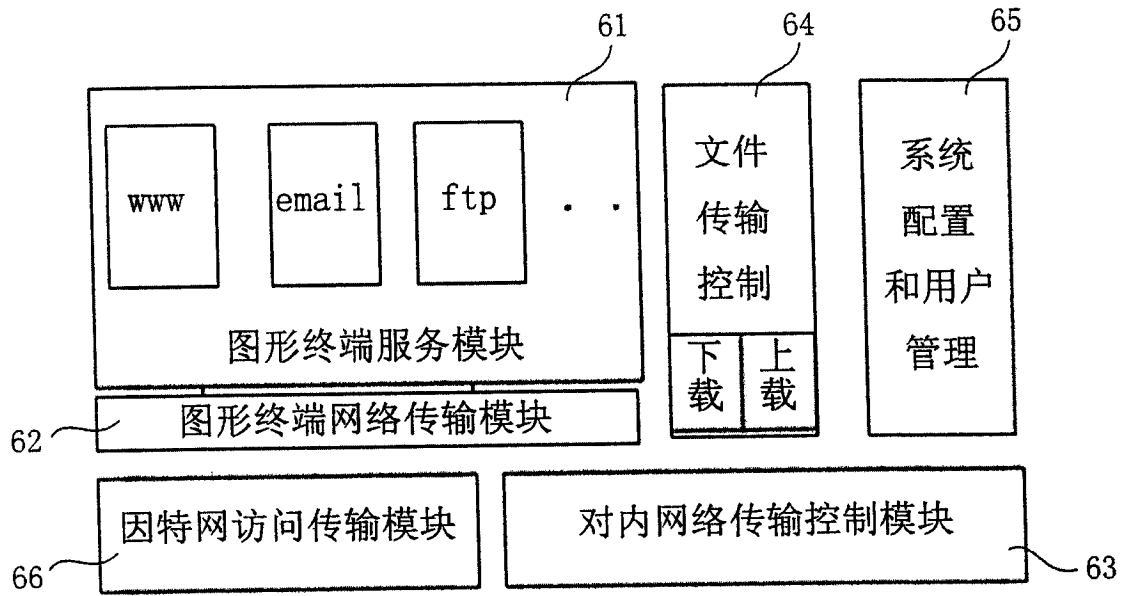 61
64
65
www
email
ftp
. .
图形终端服务模块
文件
传输
控制
下载
上载
系统
配置
和用户
管理
62
图形终端网络传输模块
因特网访问传输模块
66
对内网络传输控制模块
63